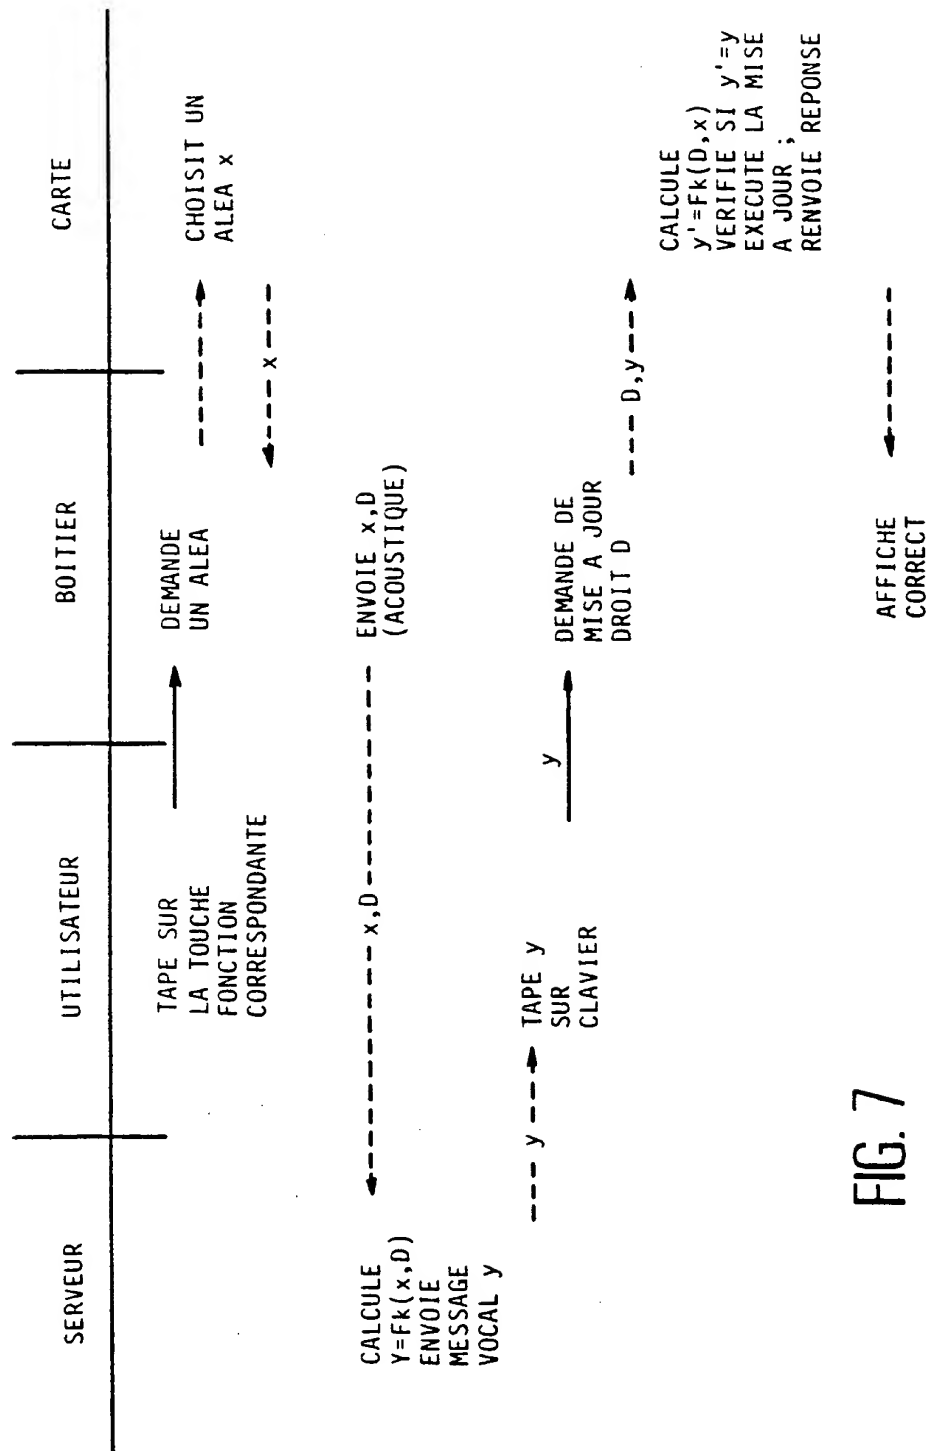 SERVEUR
UTILISATEUR
BOITIER
CARTE
TAPE SUR
LA TOUCHE
FONCTION
CORRESPONDANTE
DEMANDE
UN ALEA
CHOISIT UN
ALEA x
x
ENVOIE x,D
(ACOUSTIQUE)
x,D
CALCULE
Y=Fk(x,D)
ENVOIE
MESSAGE
VOCAL y
y
TAPE y
SUR
CLAVIER
y
DEMANDE DE
MISE A JOUR
DROIT D
D,y
CALCULE
y'=Fk(D,x)
VERIFIE SI y'=y
EXECUTE LA MISE
A JOUR ;
RENVOIE REPONSE
AFFICHE
CORRECT
FIG. 7